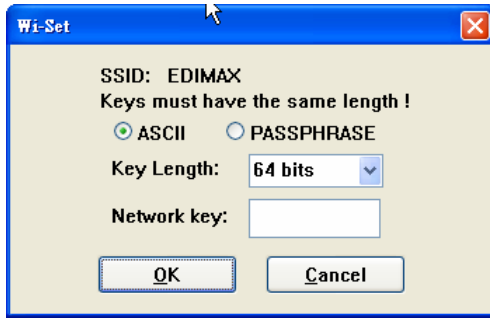 Wi-Set
SSID: EDIMAX
Keys must have the same length !
ASCII PASSPHRASE
Key Length: 64 bits
Network key:
OK Cancel